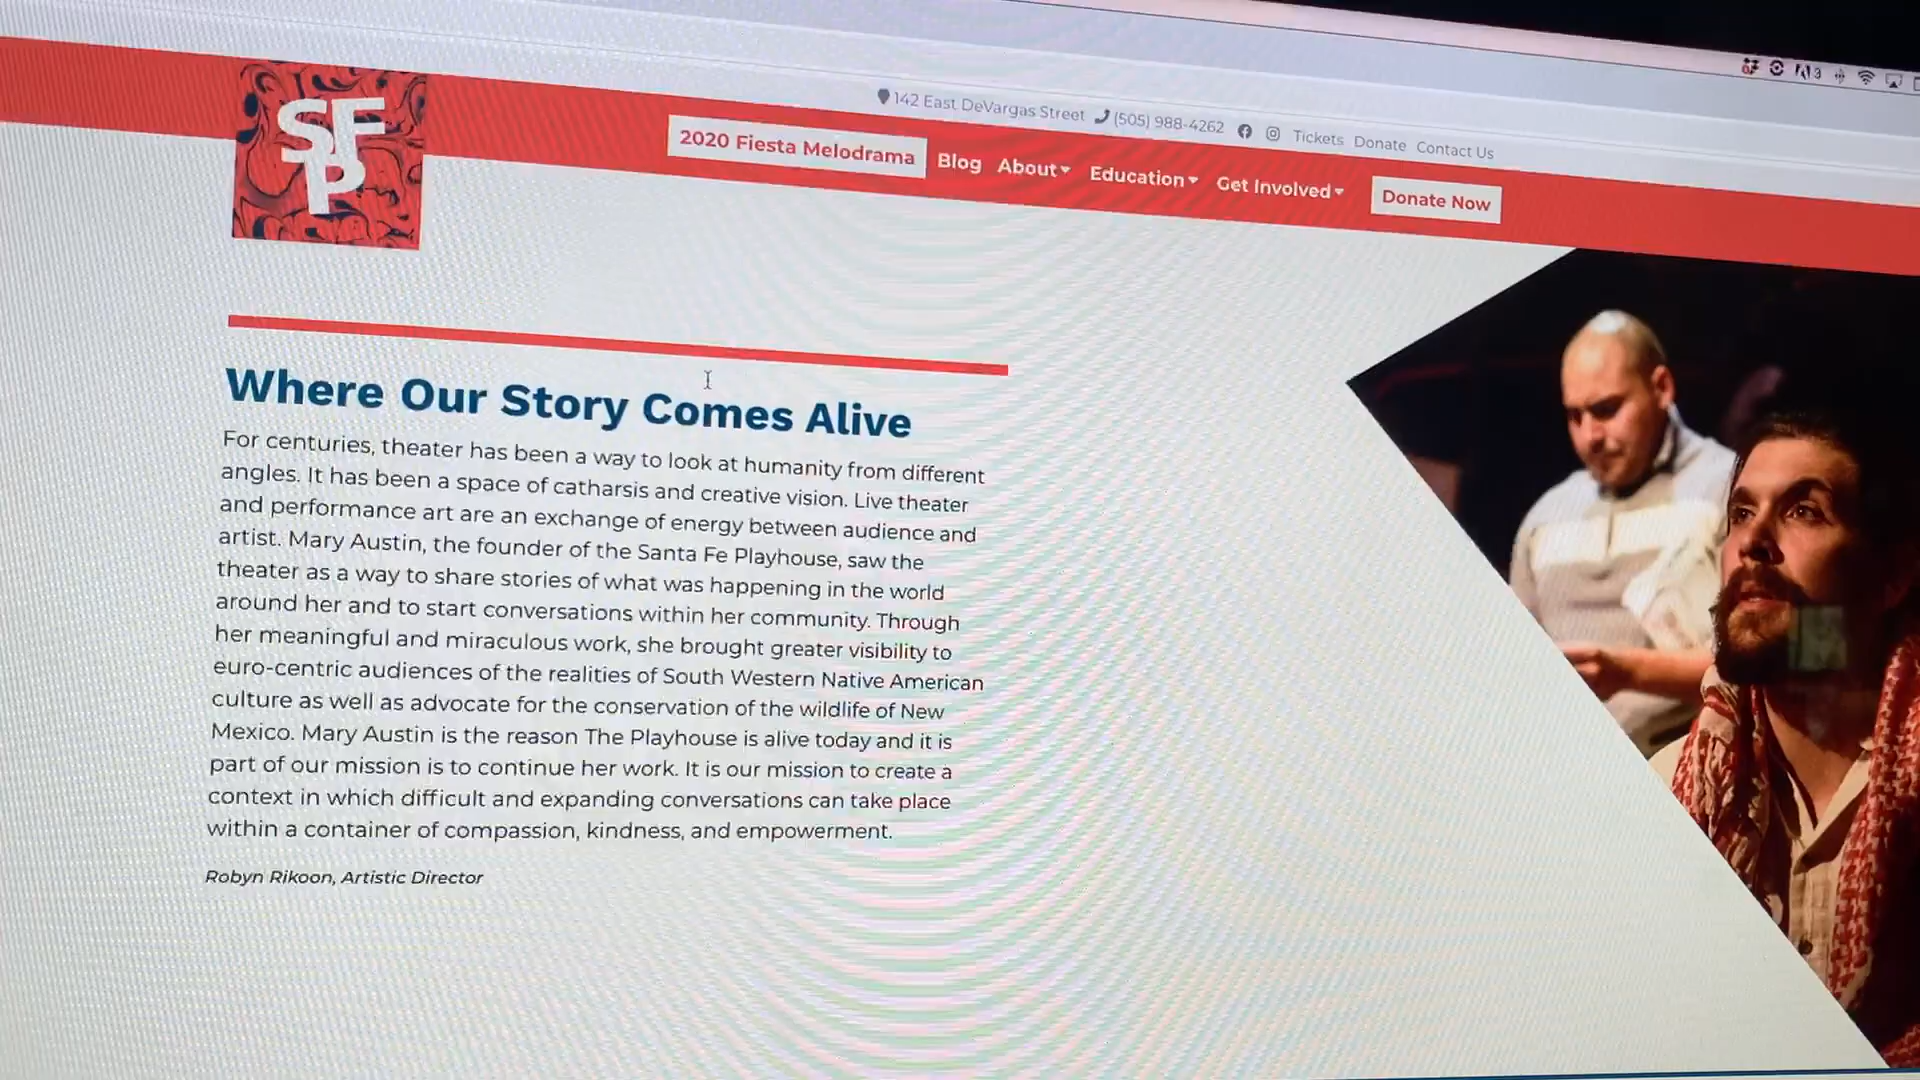 142 East DeVargas Street (505) 988-4262 Tickets Donate Contact Us
SFP
2020 Fiesta Melodrama Blog About Education Get Involved Donate Now
Where Our Story Comes Alive
For centuries, theater has been a way to look at humanity from different
angles. It has been a space of catharsis and creative vision. Live theater
and performance art are an exchange of energy between audience and
artist. Mary Austin, the founder of the Santa Fe Playhouse, saw the
theater as a way to share stories of what was happening in the world
around her and to start conversations within her community. Through
her meaningful and miraculous work, she brought greater visibility to
euro-centric audiences of the realities of South Western Native American
culture as well as advocate for the conservation of the wildlife of New
Mexico. Mary Austin is the reason The Playhouse is alive today and it is
part of our mission is to continue her work. It is our mission to create a
context in which difficult and expanding conversations can take place
within a container of compassion, kindness, and empowerment.
Robyn Rikoon, Artistic Director